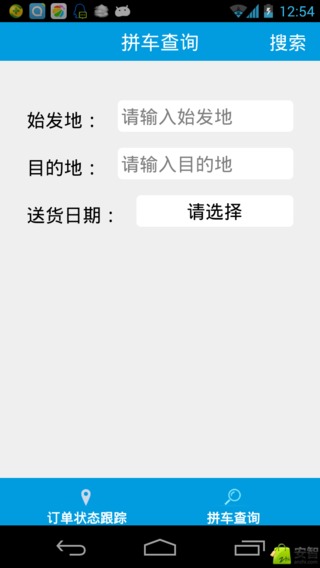 12:54
拼车查询 搜索
始发地： 请输入始发地
目的地： 请输入目的地
送货日期： 请选择
订单状态跟踪 拼车查询
安智